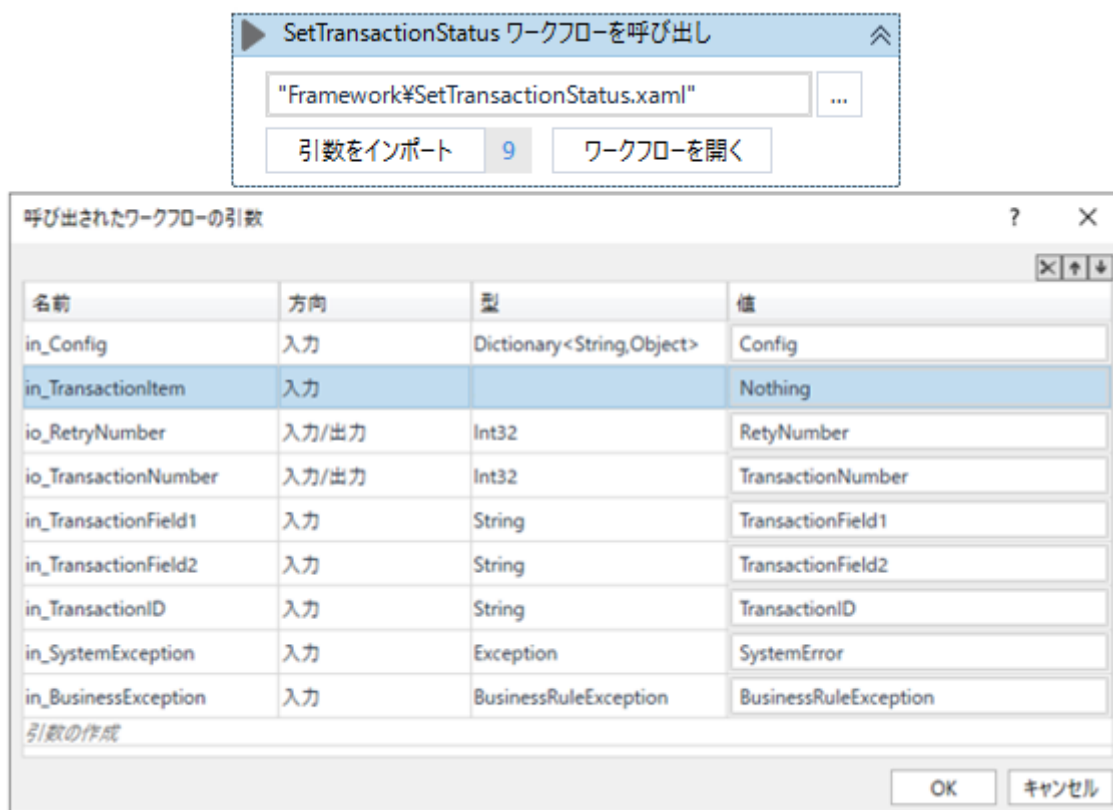 SetTransactionStatus ワークフローを呼び出し
"Framework¥SetTransactionStatus.xaml" ...
引数をインポート 9 ワークフローを開く
呼び出されたワークフローの引数 ? ×
名前 方向 型 値
in_Config 入力 Dictionary<String,Object> Config
in_TransactionItem 入力 Nothing
io_RetryNumber 入力/出力 Int32 RetyNumber
io_TransactionNumber 入力/出力 Int32 TransactionNumber
in_TransactionField1 入力 String TransactionField1
in_TransactionField2 入力 String TransactionField2
in_TransactionID 入力 String TransactionID
in_SystemException 入力 Exception SystemError
in_BusinessException 入力 BusinessRuleException BusinessRuleException
引数の作成
OK キャンセル